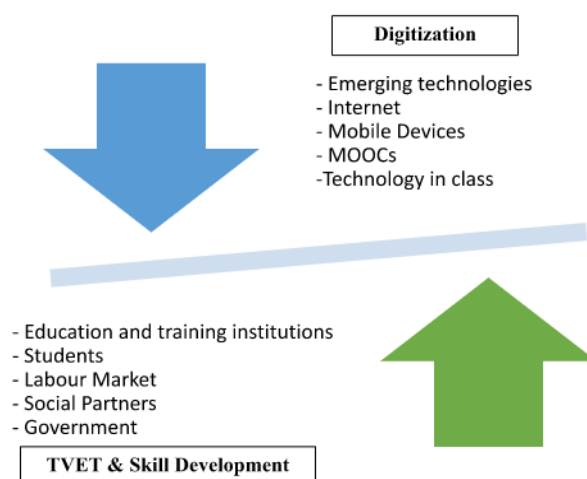 Digitization
- Emerging technologies
- Internet
- Mobile Devices
- MOOCs
-Technology in class
- Education and training institutions
- Students
- Labour Market
- Social Partners
- Government
TVET & Skill Development